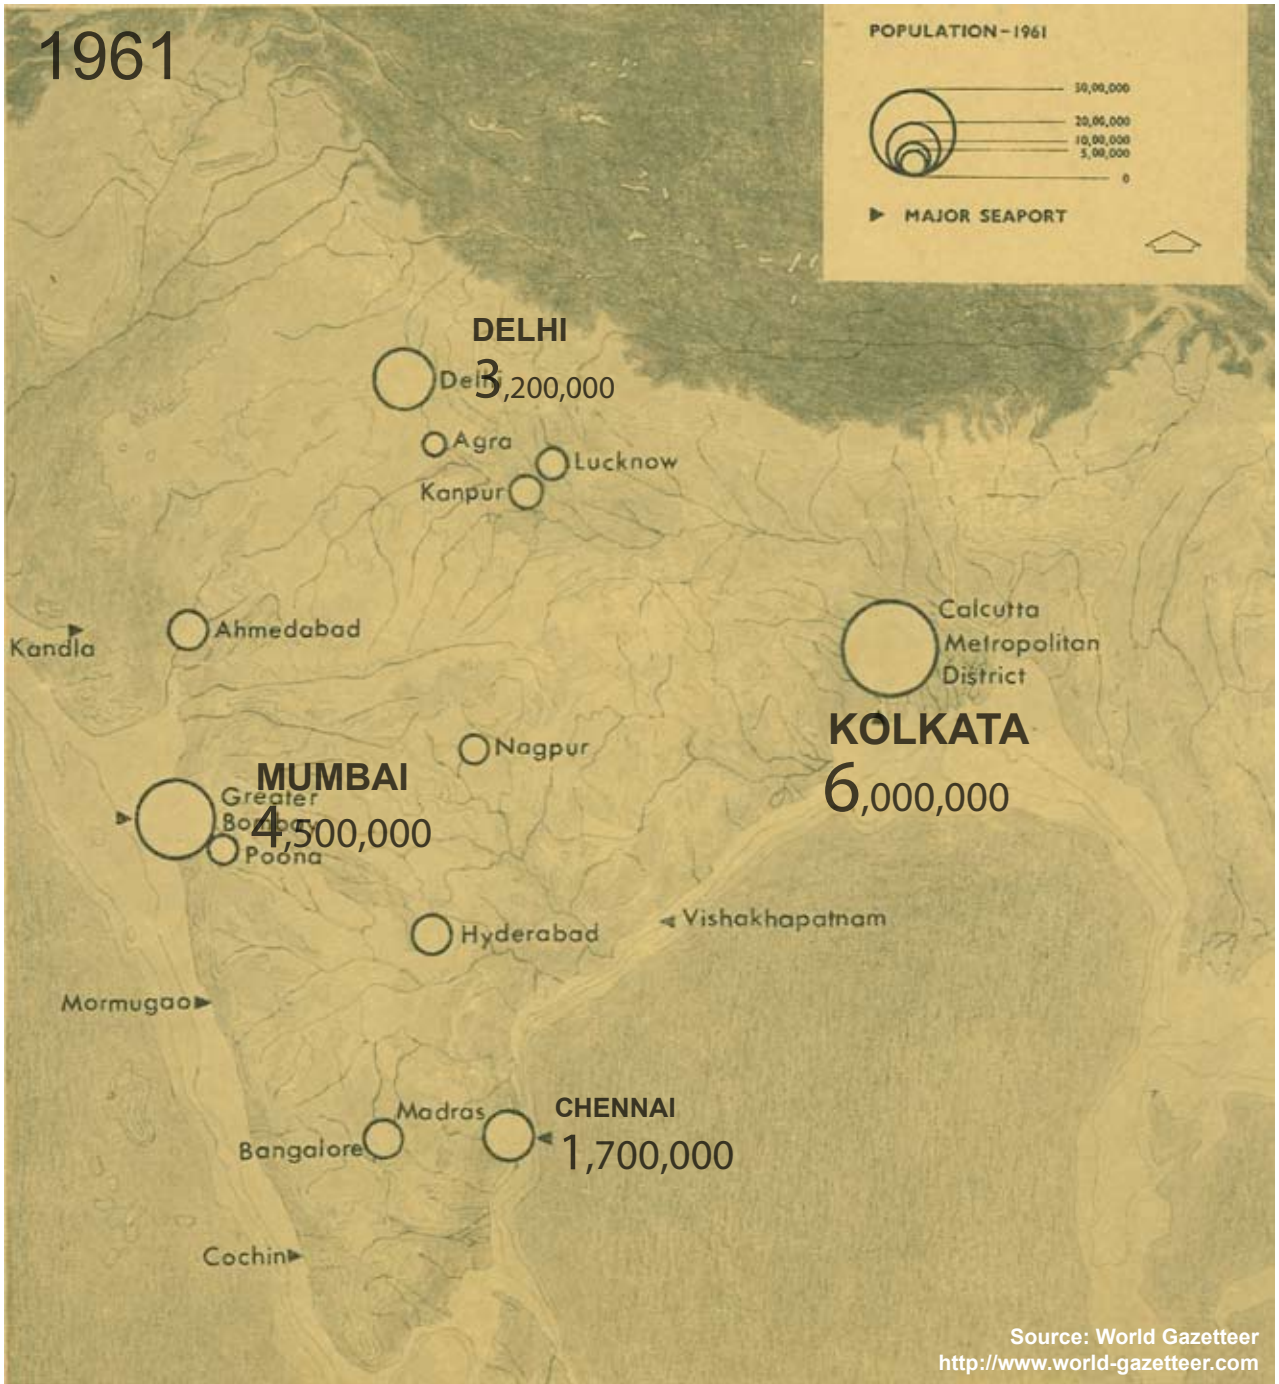 1961
POPULATION-1961
50,00,000
20,00,000
10,00,000
5,00,000
0
MAJOR SEAPORT
DELHI
Delhi
3,200,000
Agra
Lucknow
Kanpur
Ahmedabad
Kandla
Calcutta
Metropolitan
District
KOLKATA
6,000,000
Nagpur
MUMBAI
Greater
Bombay
4,500,000
Poona
Vishakhapatnam
Hyderabad
Mormugao
Madras
CHENNAI
1,700,000
Bangalore
Cochin
Source: World Gazetteer
http://www.world-gazetteer.com